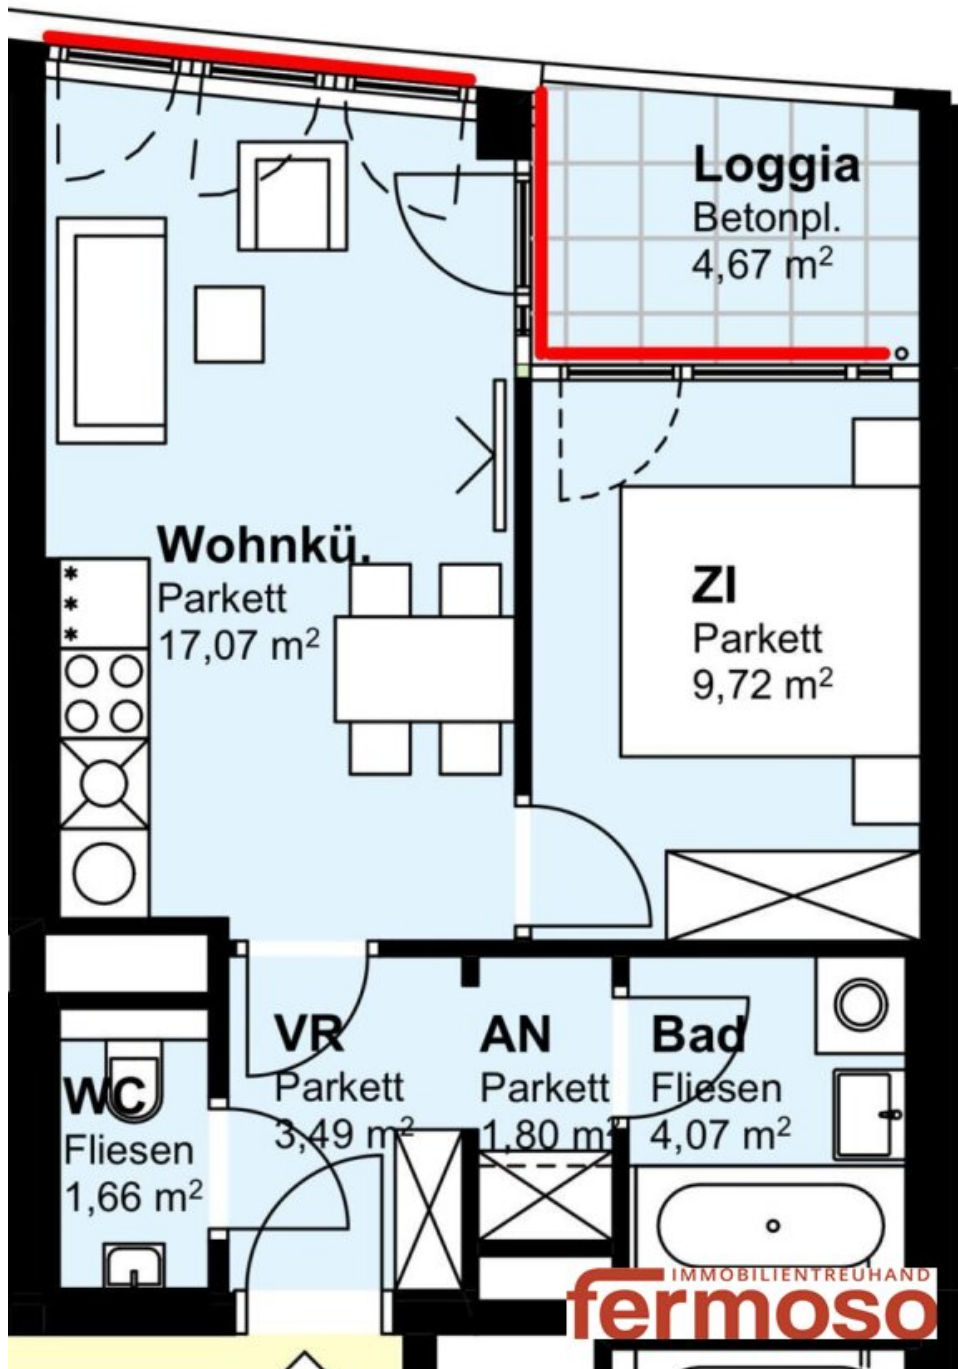 Loggia
Betonpl.
4,67 m²
Wohnkü.
Parkett
17,07 m²
ZI
Parkett
9,72 m²
VR
Parkett
3,49 m²
AN
Parkett
1,80 m²
Bad
Fliesen
4,07 m²
WC
Fliesen
1,66 m²
IMMOBILIENTREUHAND
fermoso